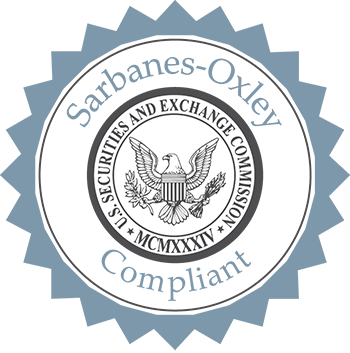 Sarbanes-Oxley
U.S. SECURITIES AND EXCHANGE COMMISSION
★ MCMXXXIV ★
Compliant